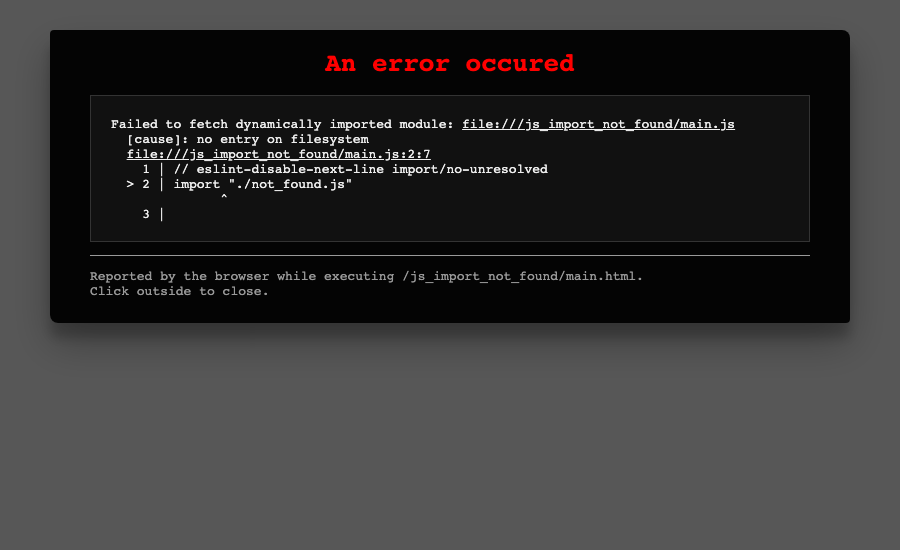 An error occured
Failed to fetch dynamically imported module: file:///js_import_not_found/main.js
[cause]: no entry on filesystem
file:///js_import_not_found/main.js:2:7
1 | // eslint-disable-next-line import/no-unresolved
> 2 | import "./not_found.js"
^
3 |
Reported by the browser while executing /js_import_not_found/main.html.
Click outside to close.